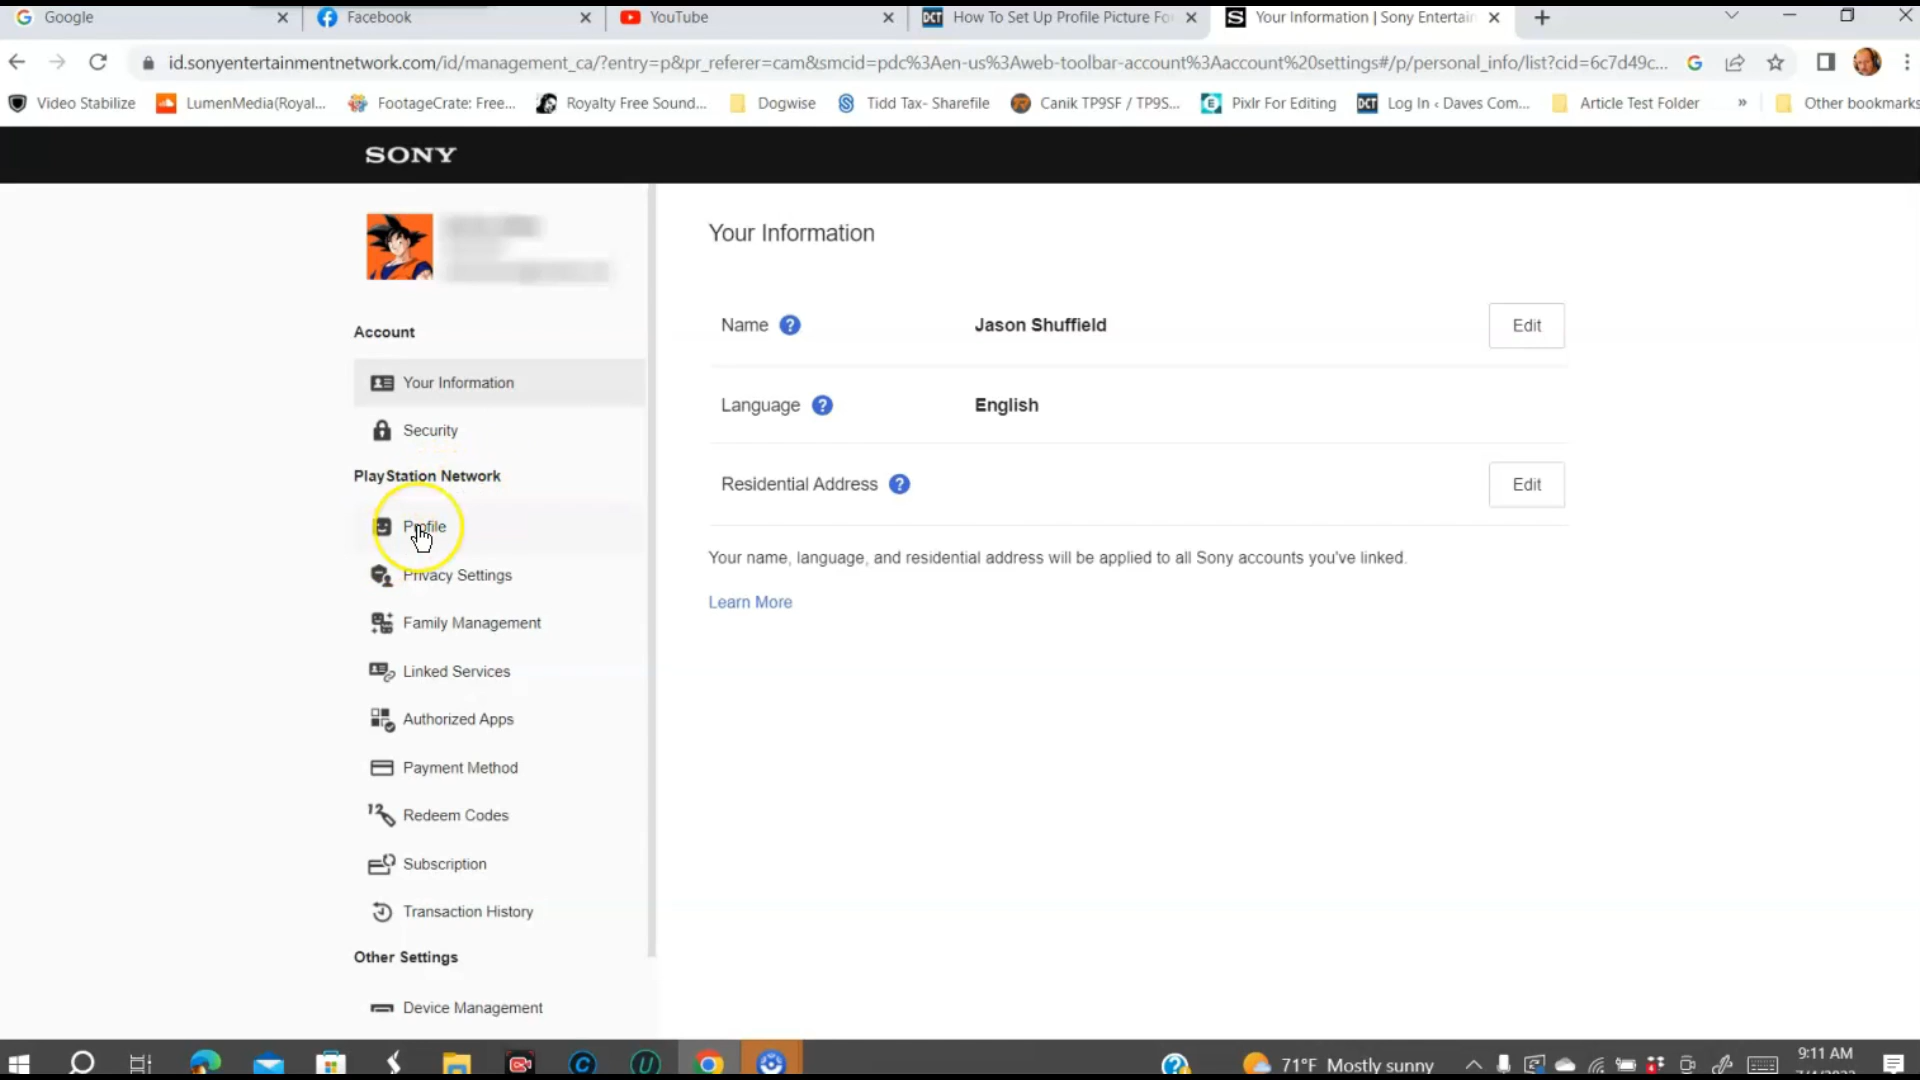 Google
Facebook
YouTube
DCT How To Set Up Profile Picture Fo
S Your Information | Sony Entertain
id.sonyentertainmentnetwork.com/id/management_ca/?entry=p&pr_referer=cam&smcid=pdc%3Aen-us%3Aweb-toolbar-account%3Aaccount%20settings#/p/personal_info/list?cid=6c7d49c...
Video Stabilize
LumenMedia(Royal...
FootageCrate: Free...
Royalty Free Sound...
Dogwise
Tidd Tax- Sharefile
Canik TP9SF / TP9S...
Pixlr For Editing
DCT Log In ‹ Daves Com...
Article Test Folder
»
Other bookmarks
SONY
Account
Your Information
Security
PlayStation Network
Profile
Privacy Settings
Family Management
Linked Services
Authorized Apps
Payment Method
Redeem Codes
Subscription
Transaction History
Other Settings
Device Management
Your Information
Name ? Jason Shuffield Edit
Language ? English
Residential Address ? Edit
Your name, language, and residential address will be applied to all Sony accounts you've linked.
Learn More
71°F Mostly sunny
9:11 AM